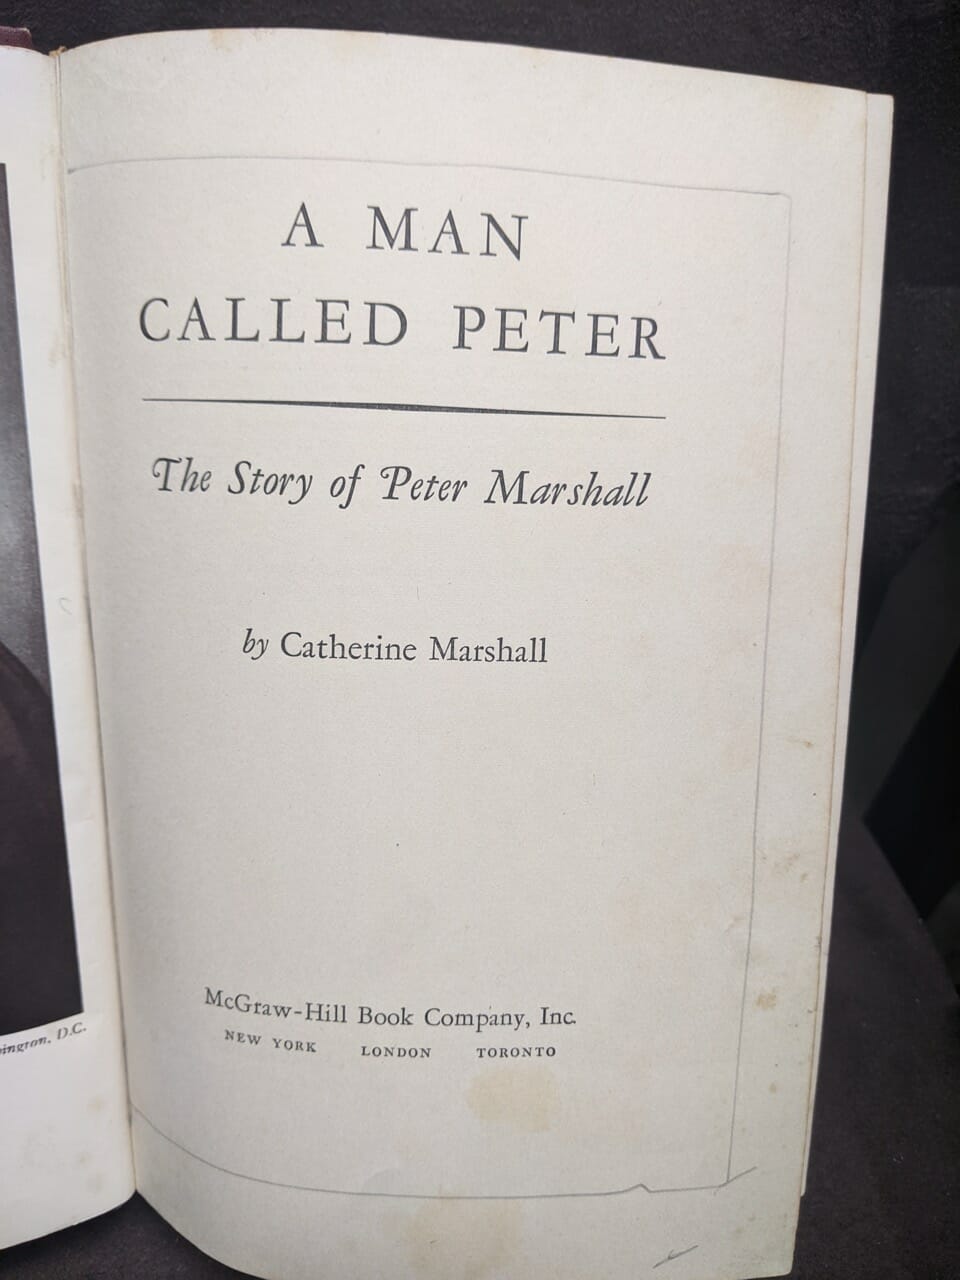 A MAN
CALLED PETER
The Story of Peter Marshall
by Catherine Marshall
McGraw-Hill Book Company, Inc.
NEW YORK LONDON TORONTO
D.C.